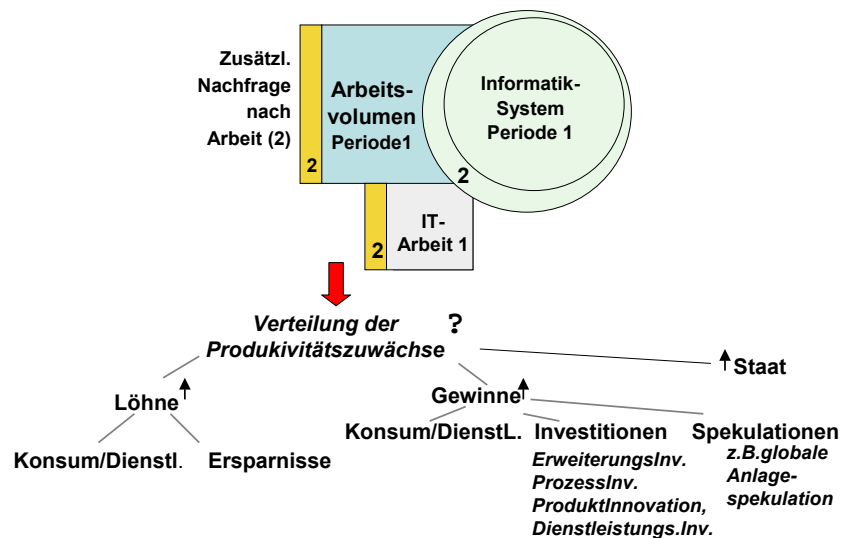 Zusätzl.
Nachfrage
nach
Arbeit (2)
2
Arbeits-
volumen
Periode1
Informatik-
System
Periode 1
2
2
IT-
Arbeit 1
Verteilung der
Produkivitätszuwächse
?
Staat
Löhne
Gewinne
Konsum/Dienstl.
Ersparnisse
Konsum/DienstL.
Investitionen
ErweiterungsInv.
ProzessInv.
ProduktInnovation,
Dienstleistungs.Inv.
Spekulationen
z.B.globale
Anlage-
spekulation